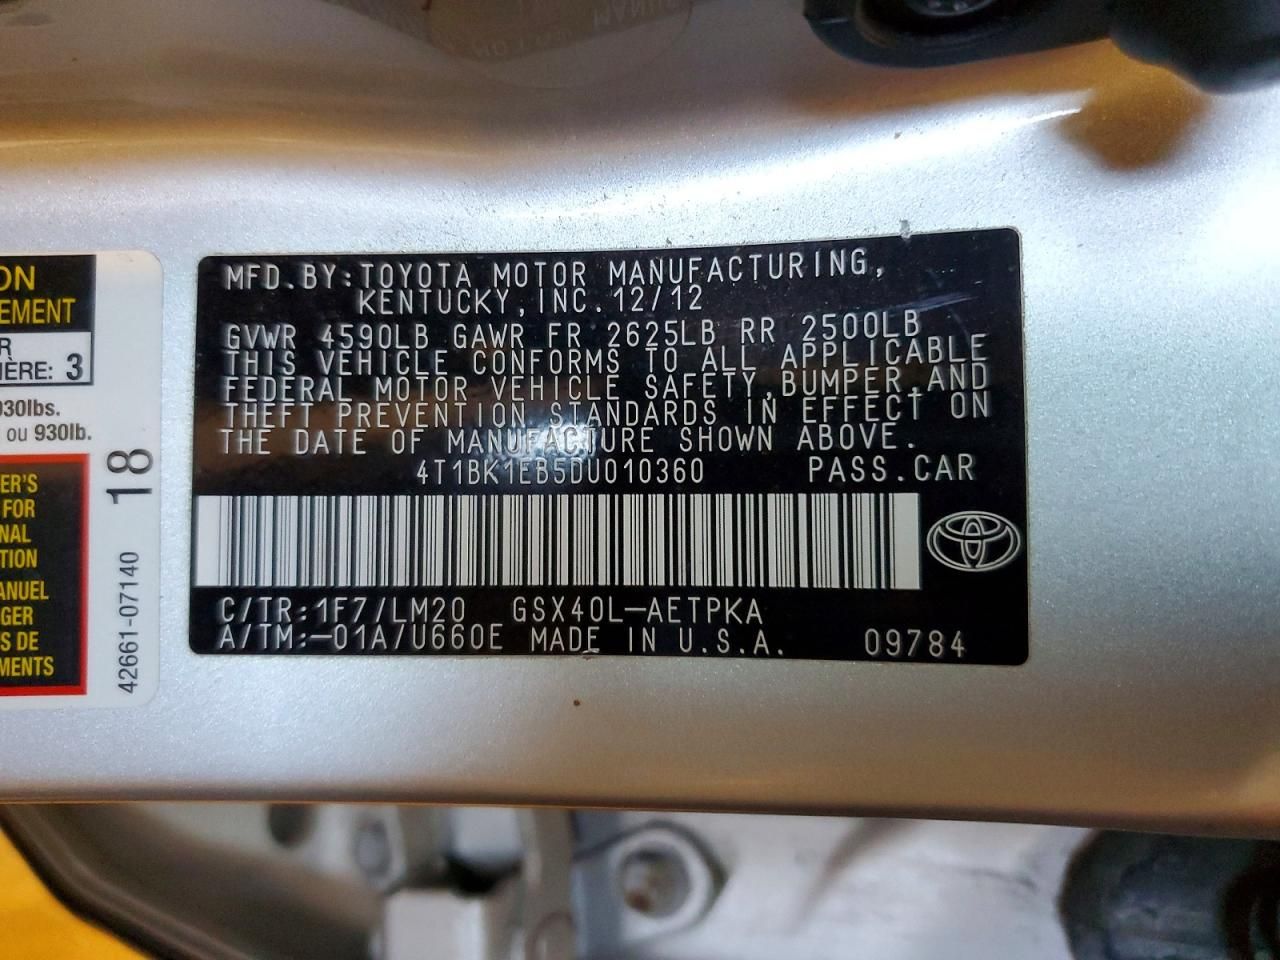 MFD.BY:TOYOTA MOTOR MANUFACTURING,
KENTUCKY,INC.12/12
GVWR 4590LB GAWR FR 2625LB RR 2500LB
THIS VEHICLE CONFORMS TO ALL APPLICABLE
FEDERAL MOTOR VEHICLE SAFETY,BUMPER,AND
THEFT PREVENTION STANDARDS IN EFFECT ON
THE DATE OF MANUFACTURE SHOWN ABOVE.
4T1BK1EB5DU010360 PASS.CAR
C/TR:1F7/LM20 GSX40L-AETPKA
A/TM:-01A/U660E MADE IN U.S.A. 09784
ON
EMENT
R
IÈRE: 3
930lbs.
ou 930lb.
ER'S
FOR
NAL
TION
ANUEL
GER
S DE
MENTS
18
42661-07140